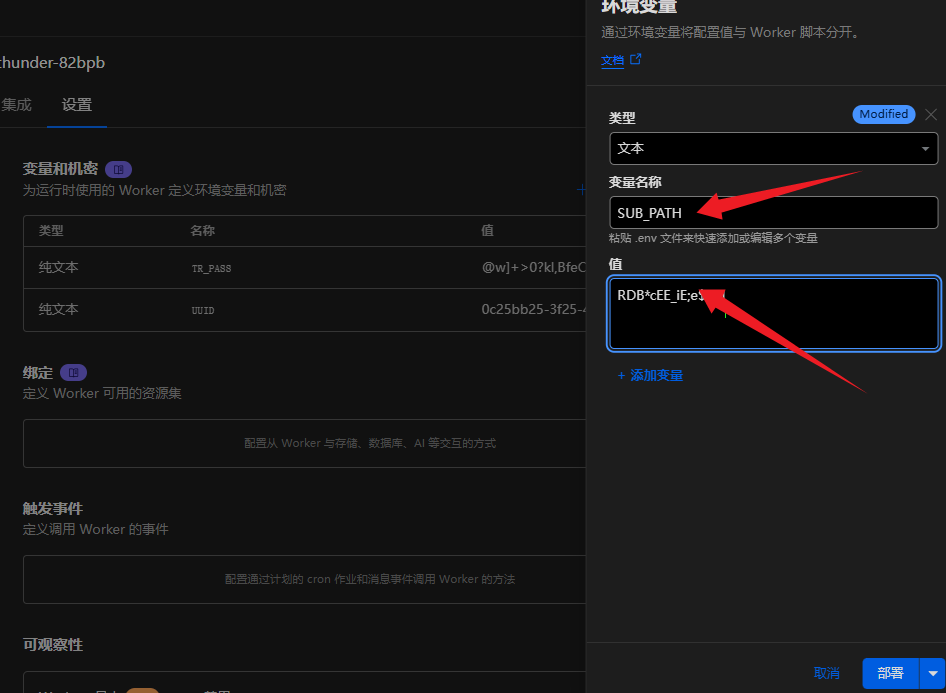 环境变量
通过环境变量将配置值与 Worker 脚本分开。
文档
thunder-82bpb
集成
设置
类型
Modified
文本
变量和机密
为运行时使用的 Worker 定义环境变量和机密
变量名称
SUB_PATH
粘贴 .env 文件来快速添加或编辑多个变量
类型 名称 值
纯文本 TR_PASS @w]+>0?kl,BfeC
纯文本 UUID 0c25bb25-3f25-4
值
RDB*cEE_iE;e
+ 添加变量
绑定
定义 Worker 可用的资源集
配置从 Worker 与存储、数据库、AI 等交互的方式
触发事件
定义调用 Worker 的事件
配置通过计划的 cron 作业和消息事件调用 Worker 的方法
可观察性
取消
部署